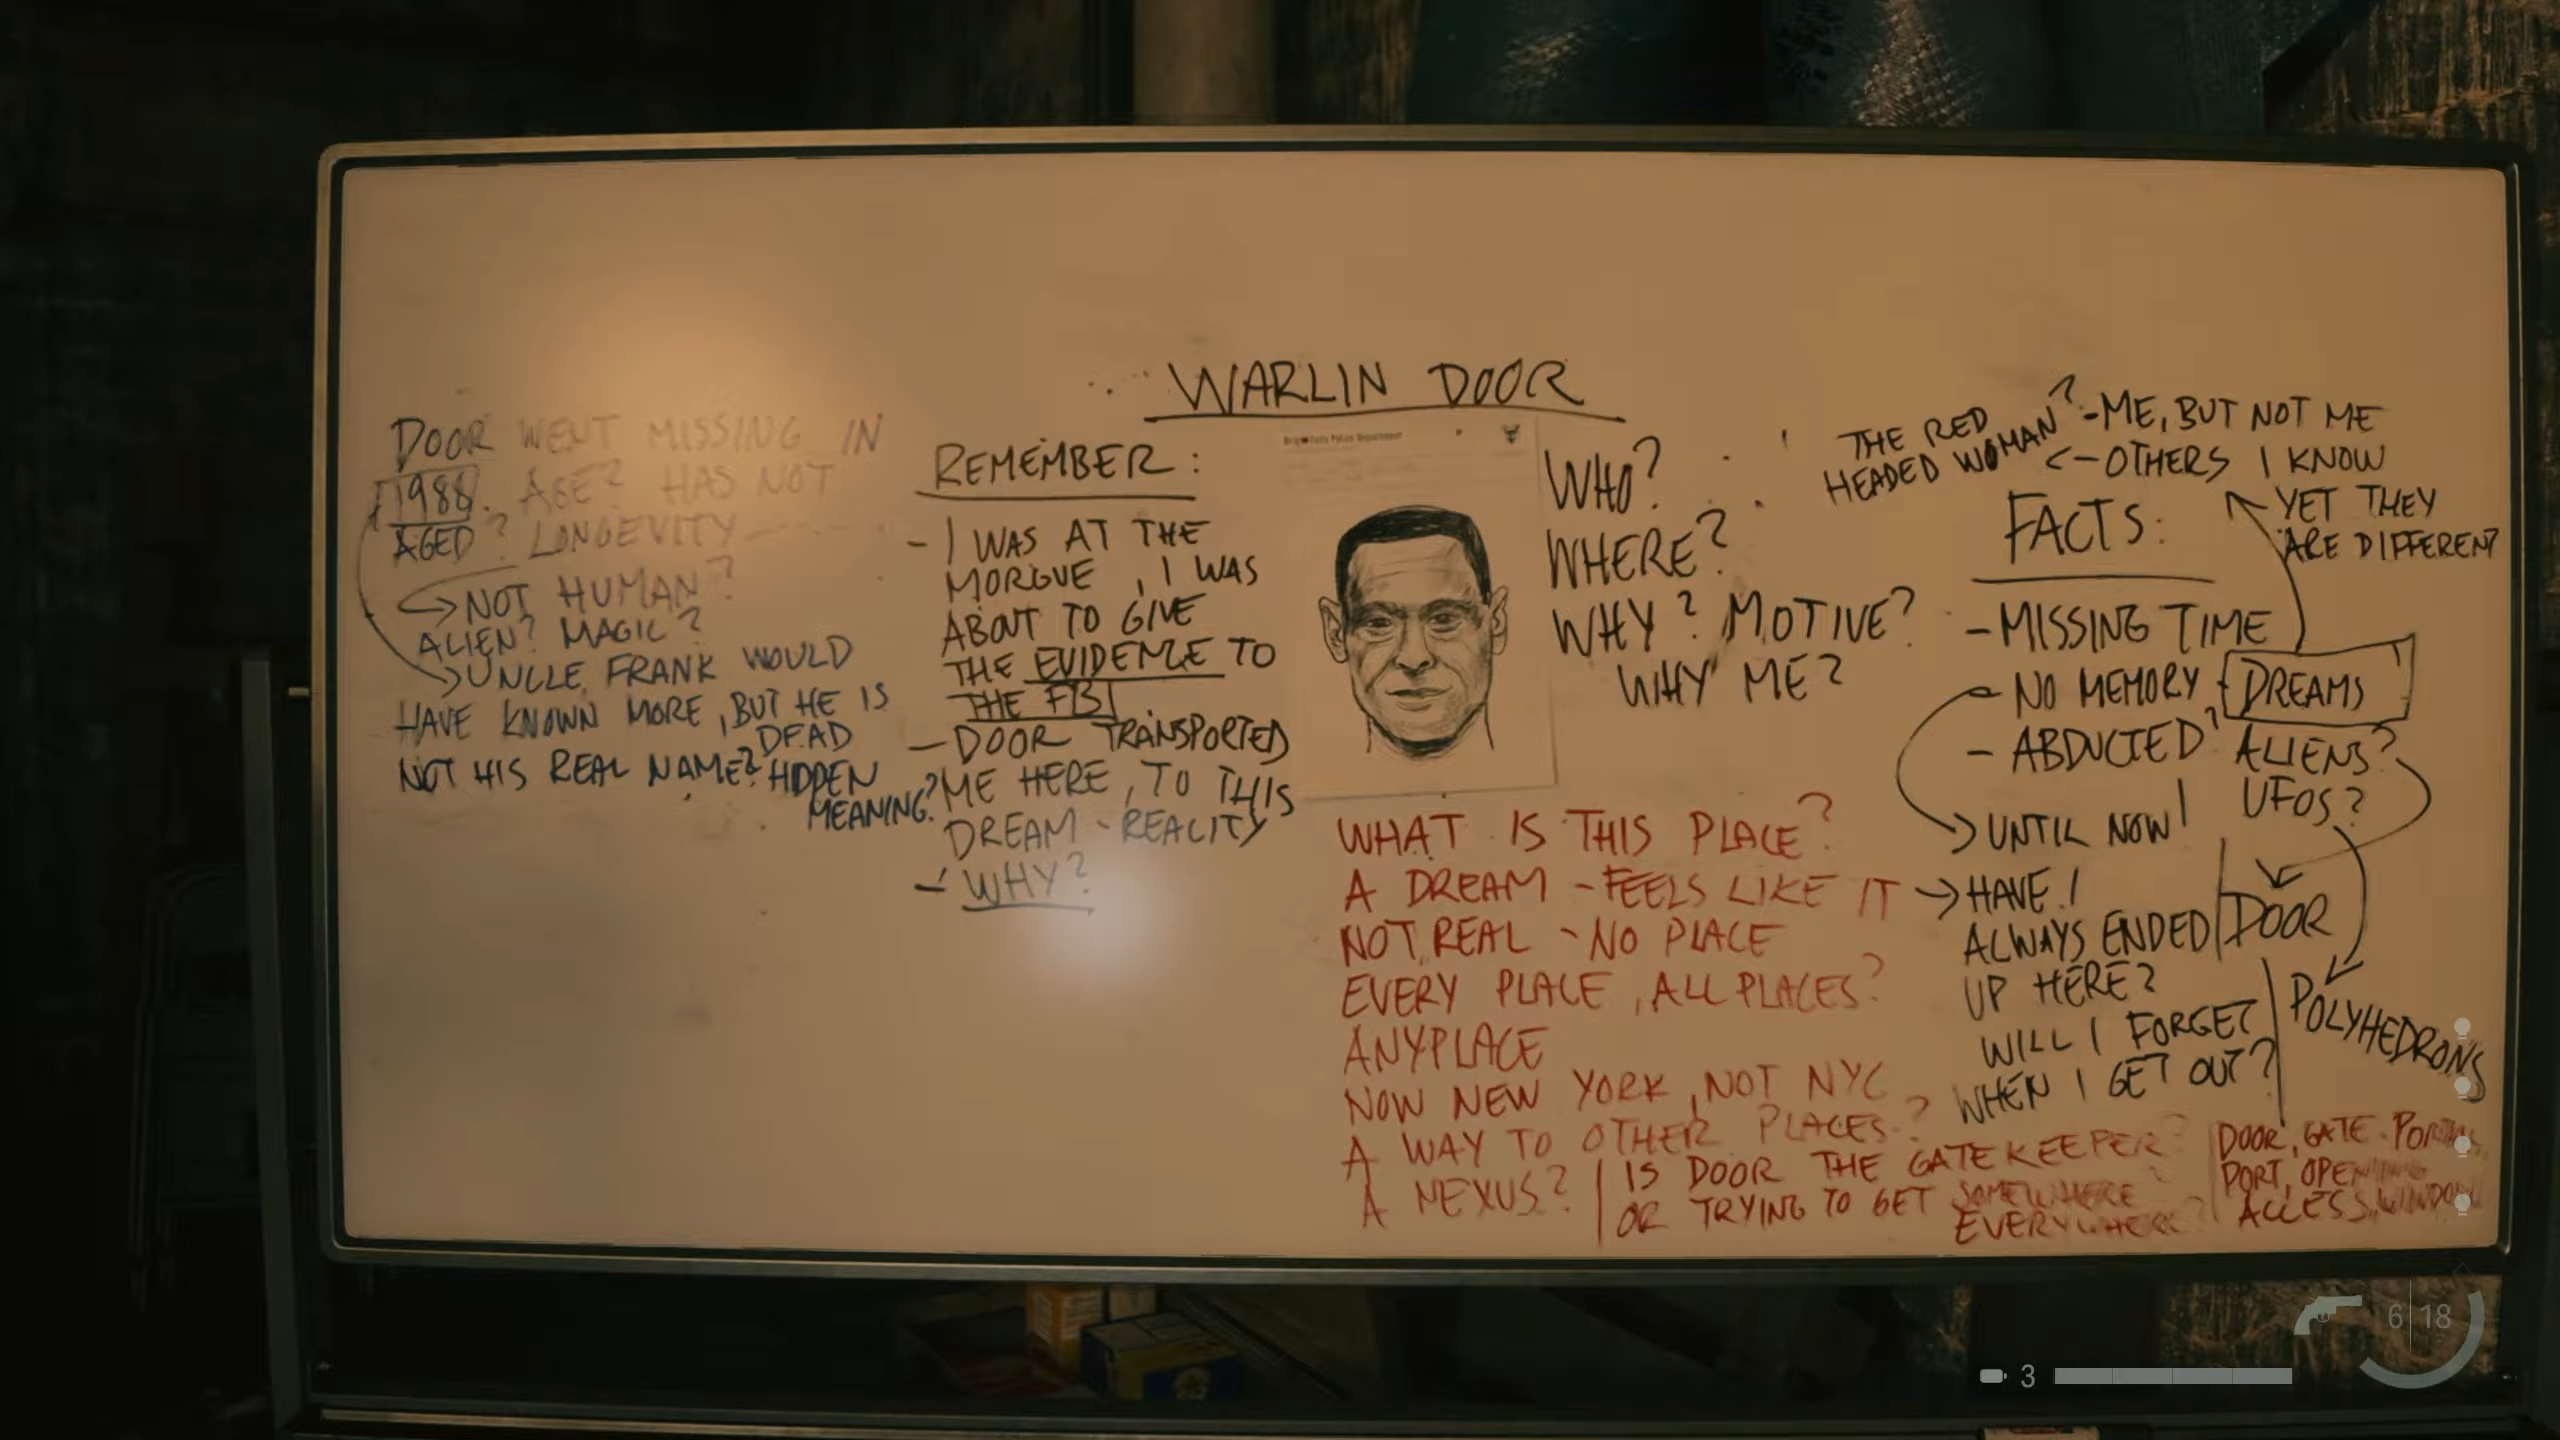 WARLIN DOOR
DOOR WENT MISSING IN
1988. AGE? HAS NOT
AGED? LONGEVITY
NOT HUMAN?
ALIEN? MAGIC?
UNCLE FRANK WOULD
HAVE KNOWN MORE, BUT HE IS
DEAD
NOT HIS REAL NAME? HIDDEN
MEANING?
REMEMBER:
- I WAS AT THE
MORGUE, I WAS
ABOUT TO GIVE
THE EVIDENCE TO
THE FBI
- DOOR TRANSPORTED
ME HERE, TO THIS
DREAM - REALITY
- WHY?
Police Department
WHO?
WHERE?
WHY? MOTIVE?
WHY ME?
THE RED
HEADED WOMAN?
- ME, BUT NOT ME
<- OTHERS I KNOW
YET THEY
ARE DIFFERENT
FACTS:
- MISSING TIME
- NO MEMORY - DREAMS
- ABDUCTED? ALIENS?
UFOS?
UNTIL NOW!
HAVE I
ALWAYS ENDED
UP HERE?
WILL I FORGET
WHEN I GET OUT?
DOOR
POLYHEDRONS
WHAT IS THIS PLACE?
A DREAM - FEELS LIKE IT
NOT REAL - NO PLACE
EVERY PLACE, ALL PLACES?
ANYPLACE
NOW NEW YORK, NOT NYC
A WAY TO OTHER PLACES?
A NEXUS?
IS DOOR THE GATEKEEPER?
OR TRYING TO GET SOMEWHERE
EVERYWHERE?
DOOR, GATE
PORT, OPENING
ACCESS, WINDOW
6 | 18
3